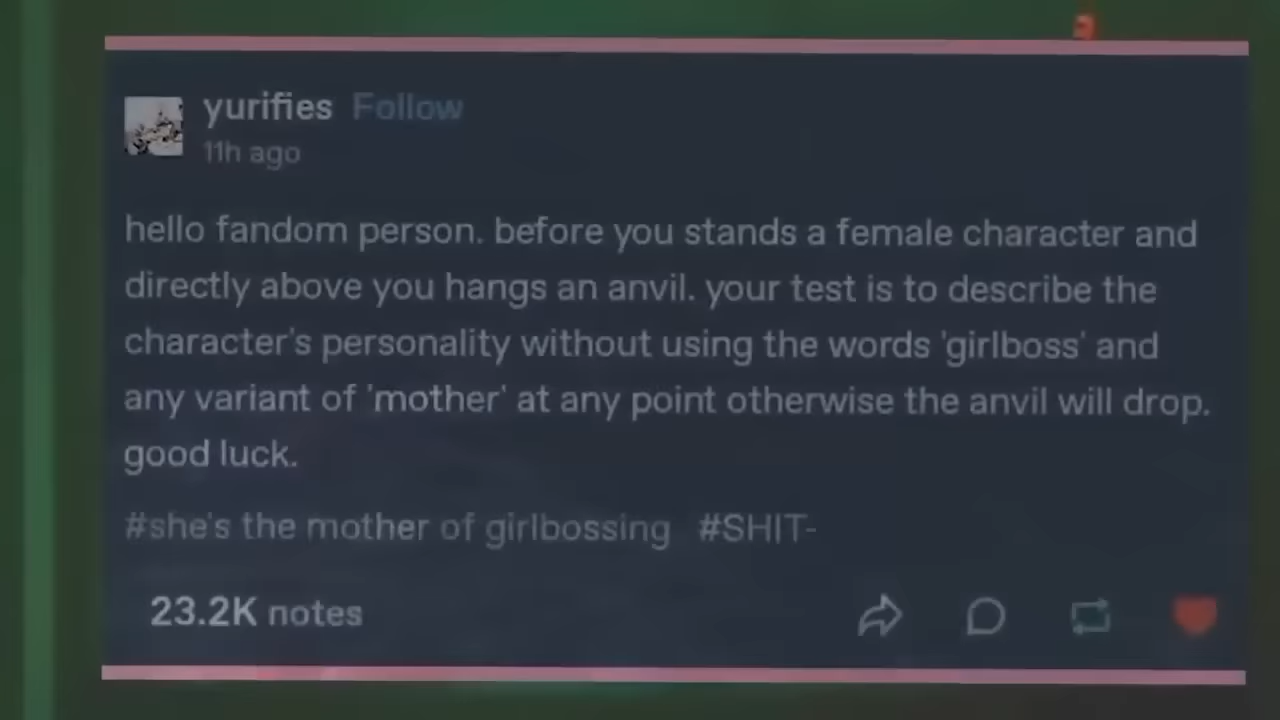 yurifies Follow
11h ago
hello fandom person. before you stands a female character and
directly above you hangs an anvil. your test is to describe the
character's personality without using the words 'girlboss' and
any variant of 'mother' at any point otherwise the anvil will drop.
good luck.
#she's the mother of girlbossing #SHIT-
23.2K notes